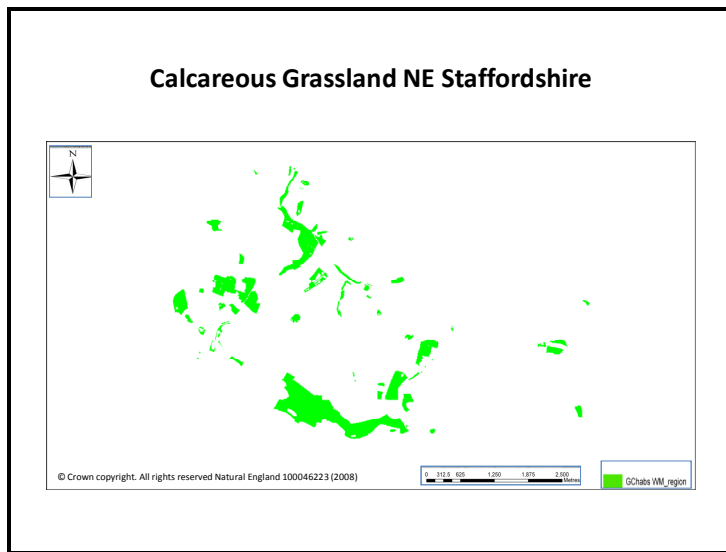 Calcareous Grassland NE Staffordshire
N
© Crown copyright. All rights reserved Natural England 100046223 (2008)
0 312.5 625 1,250 1,875 2,500
Metres
GChabs WM_region